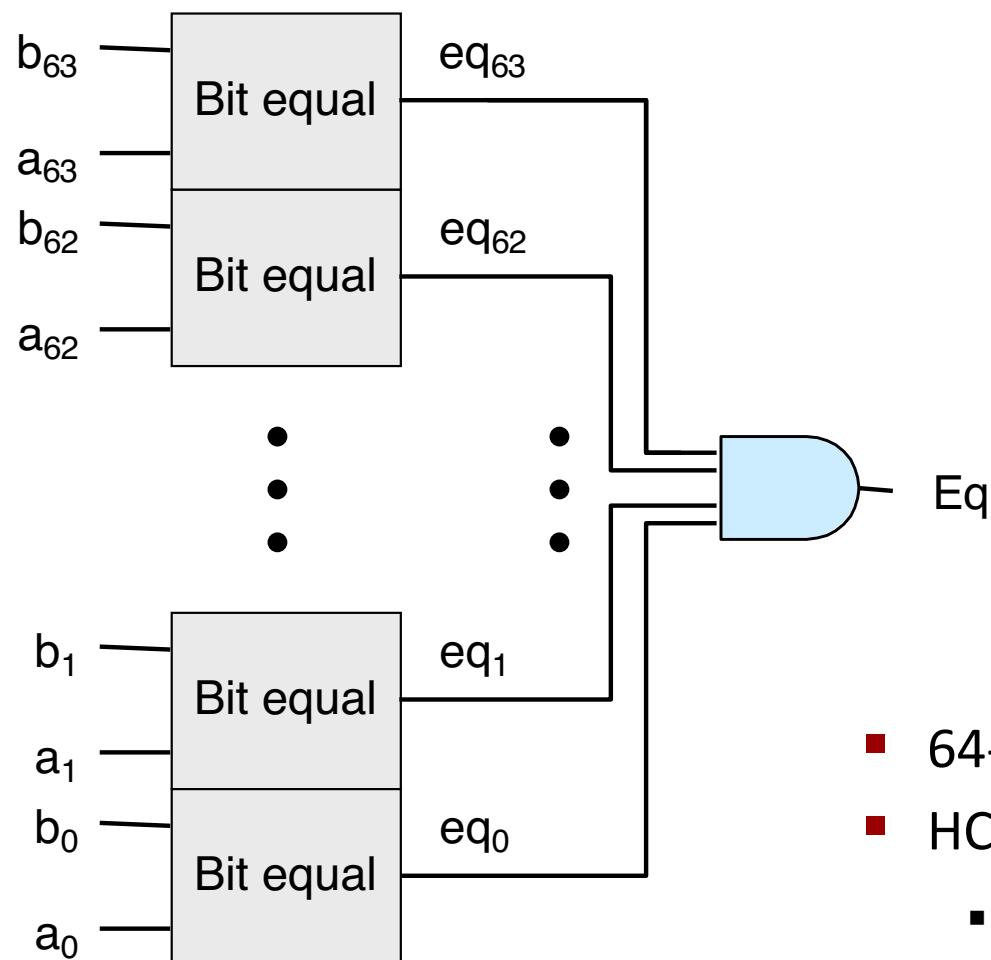 b₆₃
Bit equal
eq₆₃
a₆₃
b₆₂
Bit equal
eq₆₂
a₆₂
Eq
b₁
Bit equal
eq₁
a₁
b₀
Bit equal
eq₀
a₀
64-
HC